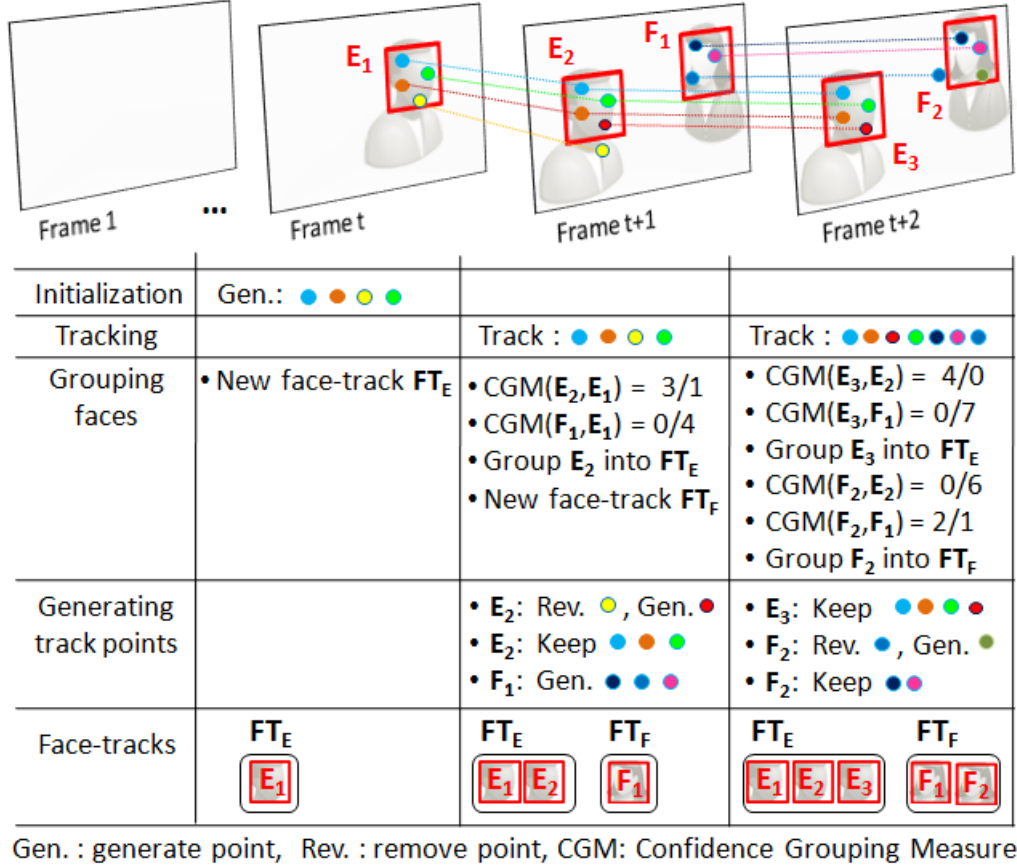 E1
E2
F1
F2
E3
Frame 1
...
Frame t
Frame t+1
Frame t+2
Initialization
Gen.:
Tracking
Track :
Track :
Grouping
faces
• New face-track FTE
• CGM(E2,E1) = 3/1
• CGM(F1,E1) = 0/4
• Group E2 into FTE
• New face-track FTF
• CGM(E3,E2) = 4/0
• CGM(E3,F1) = 0/7
• Group E3 into FTE
• CGM(F2,E2) = 0/6
• CGM(F2,F1) = 2/1
• Group F2 into FTF
Generating
track points
• E2: Rev. , Gen.
• E2: Keep
• F1: Gen.
• E3: Keep
• F2: Rev. , Gen.
• F2: Keep
Face-tracks
FTE
E1
FTE FTF
E1 E2 F1
FTE FTF
E1 E2 E3 F1 F2
Gen. : generate point, Rev. : remove point, CGM: Confidence Grouping Measure